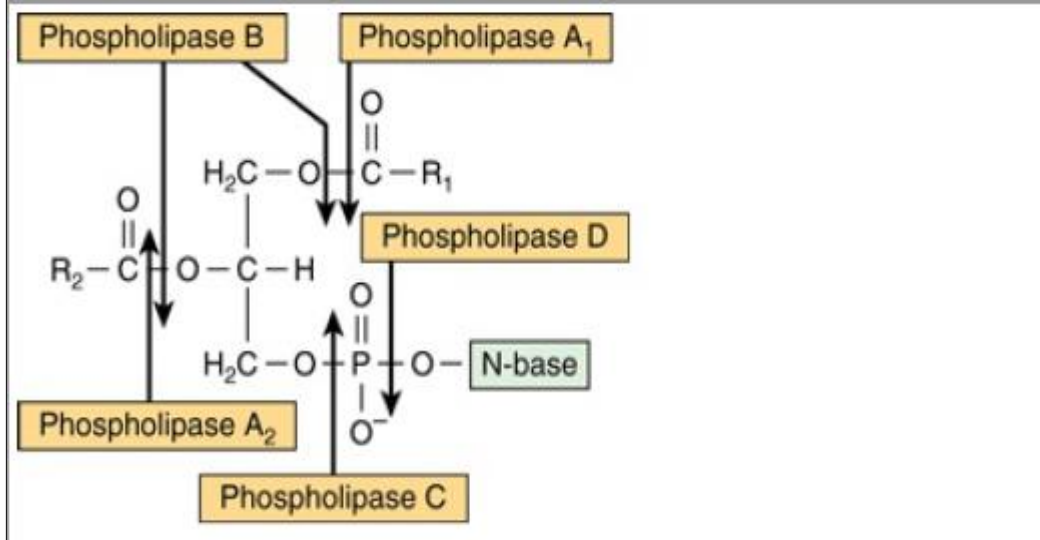 Phospholipase B
Phospholipase A₁
O
||
H₂C—O—C—R₁
O
||
Phospholipase D
R₂—C—O—C—H
O
||
H₂C—O—P—O—
N-base
O⁻
Phospholipase A₂
Phospholipase C